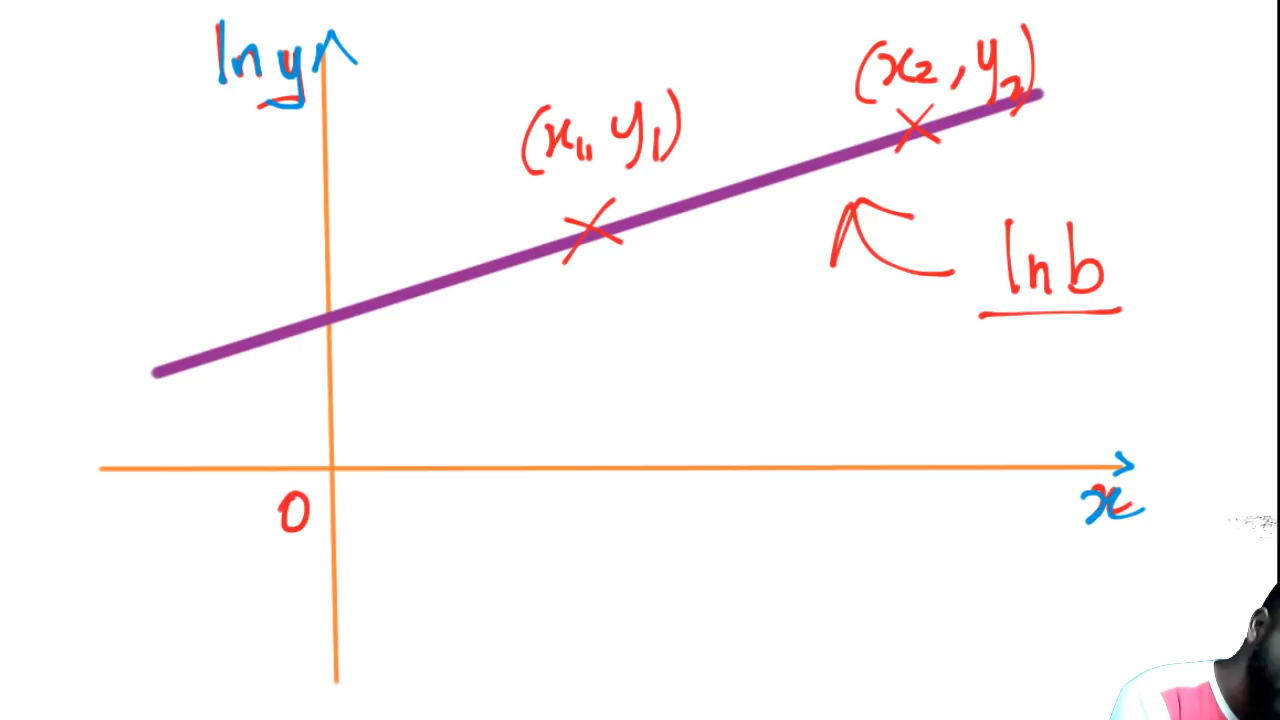 ln y
(x₁, y₁)
(x₂, y₂)
ln b
0
x